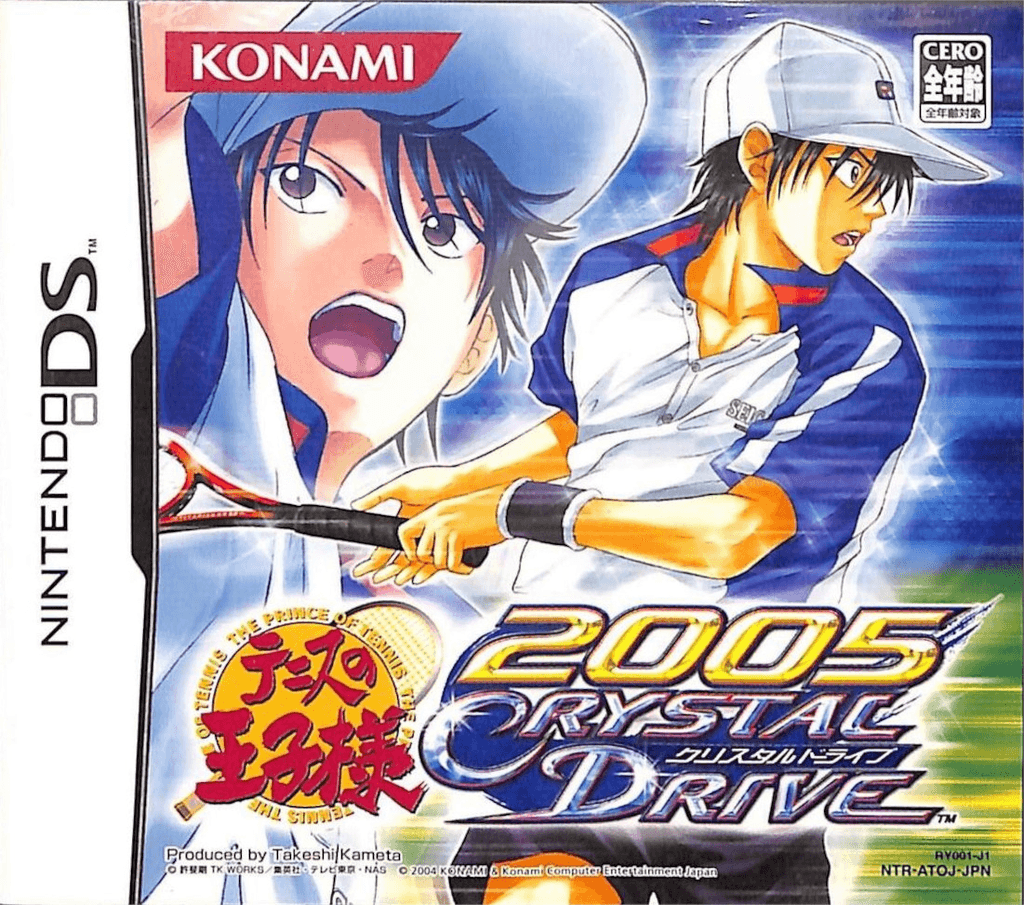 KONAMI
CERO
全年齢
全年齢対象
NINTENDO DS™
SEIG
THE PRINCE OF TENNIS
テニスの
王子様
2005
CRYSTAL
クリスタルドライブ
DRIVE™
Produced by Takeshi Kameta
© 許斐剛 TK WORKS/集英社・テレビ東京・NAS © 2004 KONAMI & Konami Computer Entertainment Japan
RY001-J1
NTR-ATOJ-JPN